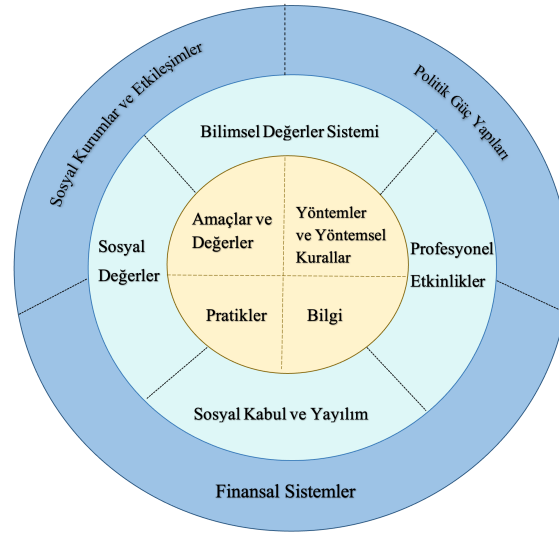 Sosyal Kurumlar ve Etkileşimler
Politik Güç Yapıları
Bilimsel Değerler Sistemi
Amaçlar ve
Değerler
Yöntemler
ve Yöntemsel
Kurallar
Sosyal
Değerler
Profesyonel
Etkinlikler
Pratikler
Bilgi
Sosyal Kabul ve Yayılım
Finansal Sistemler